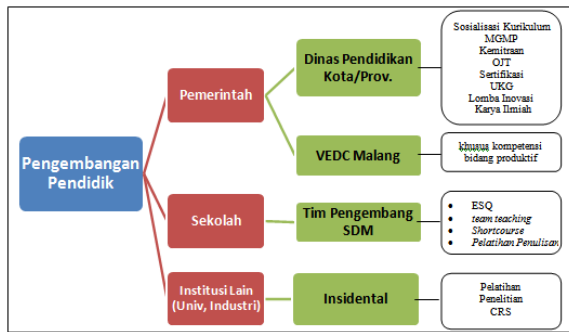 Pengembangan
Pendidik
Pemerintah
Dinas Pendidikan
Kota/Prov.
Sosialisasi Kurikulum
MGMP
Kemitraan
OJT
Sertifikasi
UKG
Lomba Inovasi
Karya Ilmiah
VEDC Malang
khusus kompetensi
bidang produktif
Sekolah
Tim Pengembang
SDM
• ESQ
• team teaching
• Shortcourse
• Pelatihan Penulisan
Institusi Lain
(Univ, Industri)
Insidental
Pelatihan
Penelitian
CRS